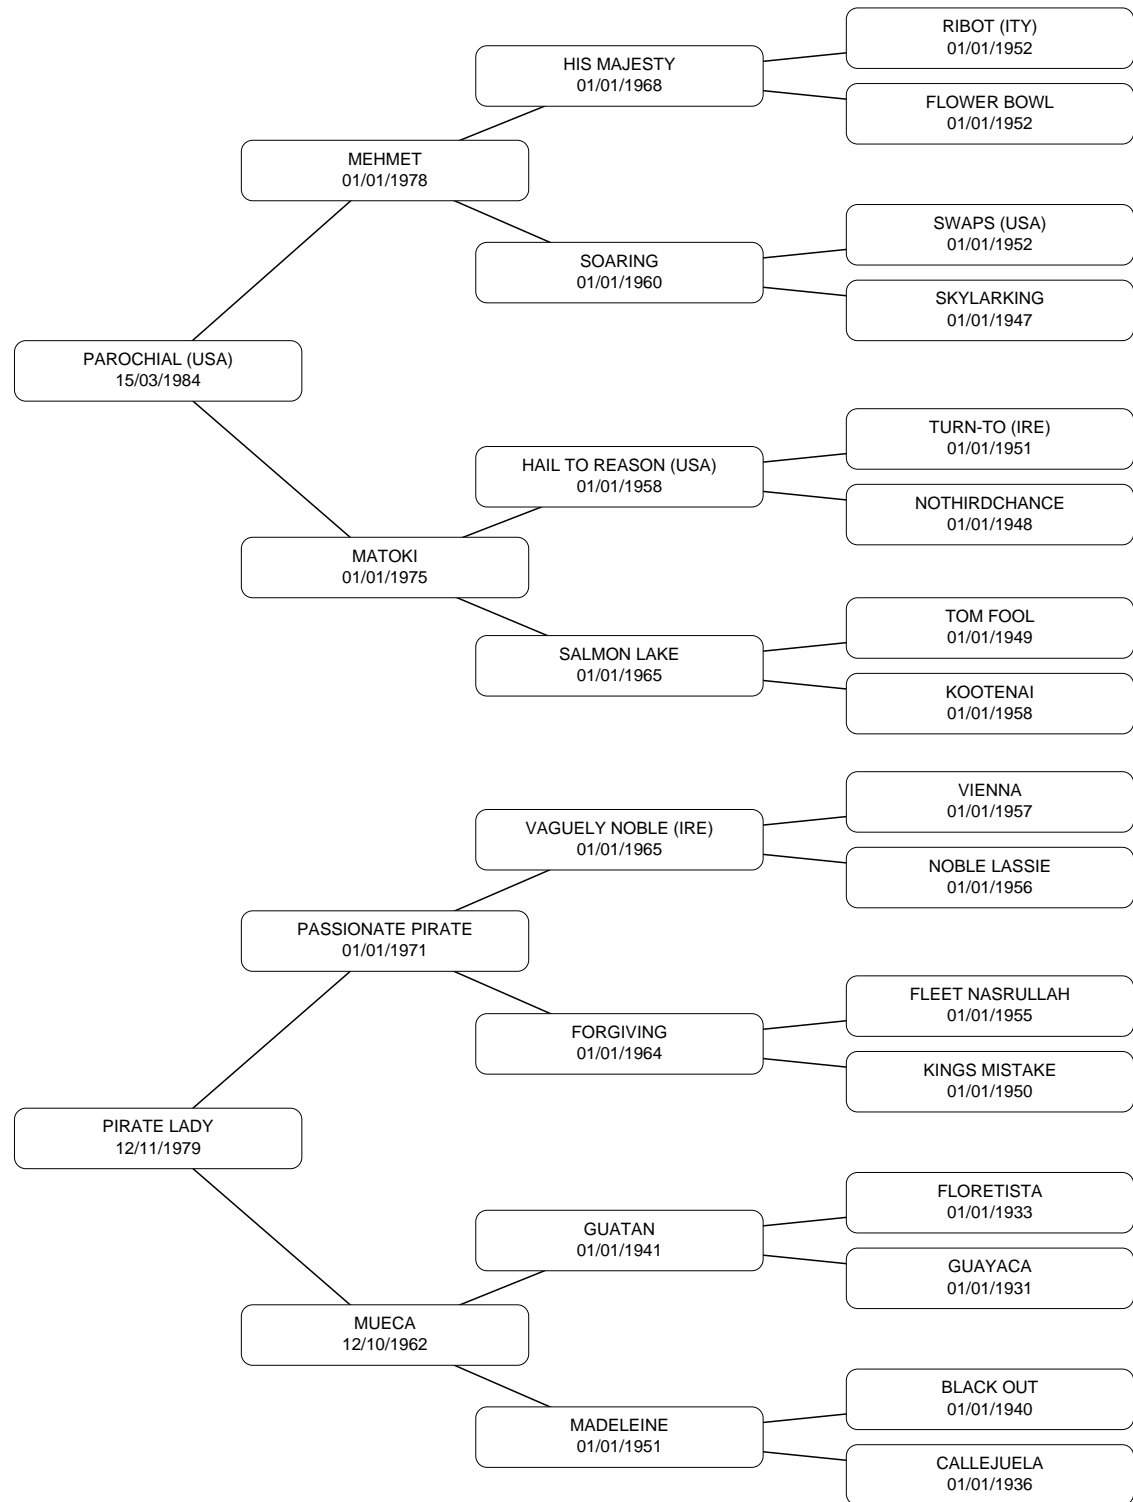 RIBOT (ITY)
01/01/1952
HIS MAJESTY
01/01/1968
FLOWER BOWL
01/01/1952
MEHMET
01/01/1978
SWAPS (USA)
01/01/1952
SOARING
01/01/1960
SKYLARKING
01/01/1947
PAROCHIAL (USA)
15/03/1984
TURN-TO (IRE)
01/01/1951
HAIL TO REASON (USA)
01/01/1958
NOTHIRDCHANCE
01/01/1948
MATOKI
01/01/1975
TOM FOOL
01/01/1949
SALMON LAKE
01/01/1965
KOOTENAI
01/01/1958
VIENNA
01/01/1957
VAGUELY NOBLE (IRE)
01/01/1965
NOBLE LASSIE
01/01/1956
PASSIONATE PIRATE
01/01/1971
FLEET NASRULLAH
01/01/1955
FORGIVING
01/01/1964
KINGS MISTAKE
01/01/1950
PIRATE LADY
12/11/1979
FLORETISTA
01/01/1933
GUATAN
01/01/1941
GUAYACA
01/01/1931
MUECA
12/10/1962
BLACK OUT
01/01/1940
MADELEINE
01/01/1951
CALLEJUELA
01/01/1936